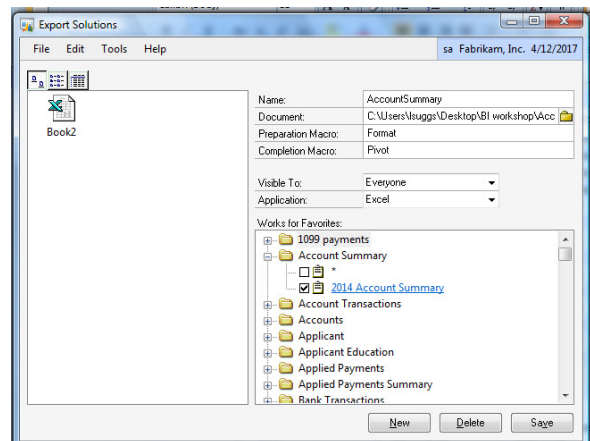 Export Solutions
File Edit Tools Help
sa Fabrikam, Inc. 4/12/2017
Book2
Name: AccountSummary
Document: C:\Users\lsuggs\Desktop\BI workshop\Acc
Preparation Macro: Format
Completion Macro: Pivot
Visible To: Everyone
Application: Excel
Works for Favorites:
1099 payments
Account Summary
*
2014 Account Summary
Account Transactions
Accounts
Applicant
Applicant Education
Applied Payments
Applied Payments Summary
Bank Transactions
New Delete Save